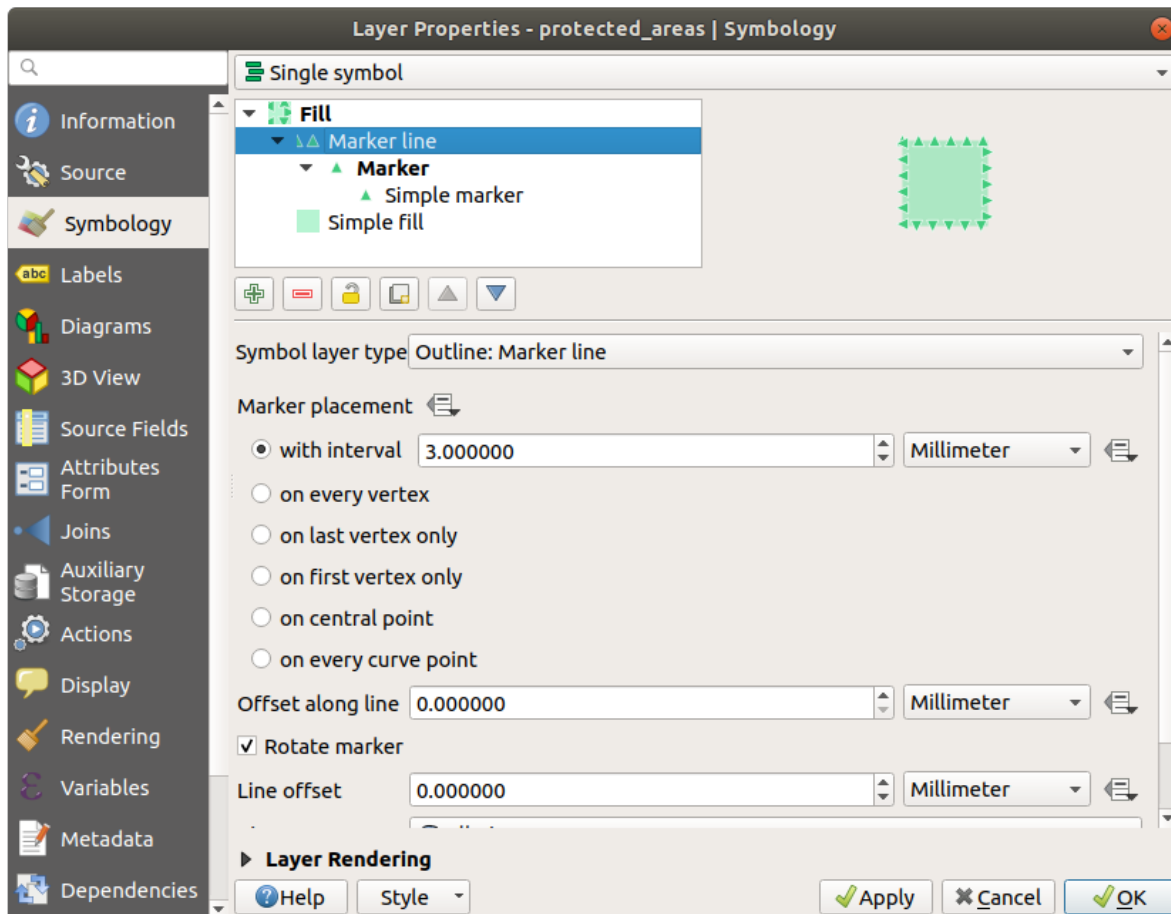 Layer Properties - protected_areas | Symbology
Information
Source
Symbology
abc Labels
Diagrams
3D View
Source Fields
Attributes
Form
Joins
Auxiliary
Storage
Actions
Display
Rendering
Variables
Metadata
Dependencies
Single symbol
Fill
Marker line
Marker
Simple marker
Simple fill
Symbol layer type Outline: Marker line
Marker placement
with interval 3.000000 Millimeter
on every vertex
on last vertex only
on first vertex only
on central point
on every curve point
Offset along line 0.000000 Millimeter
Rotate marker
Line offset 0.000000 Millimeter
Layer Rendering
Help Style Apply Cancel OK